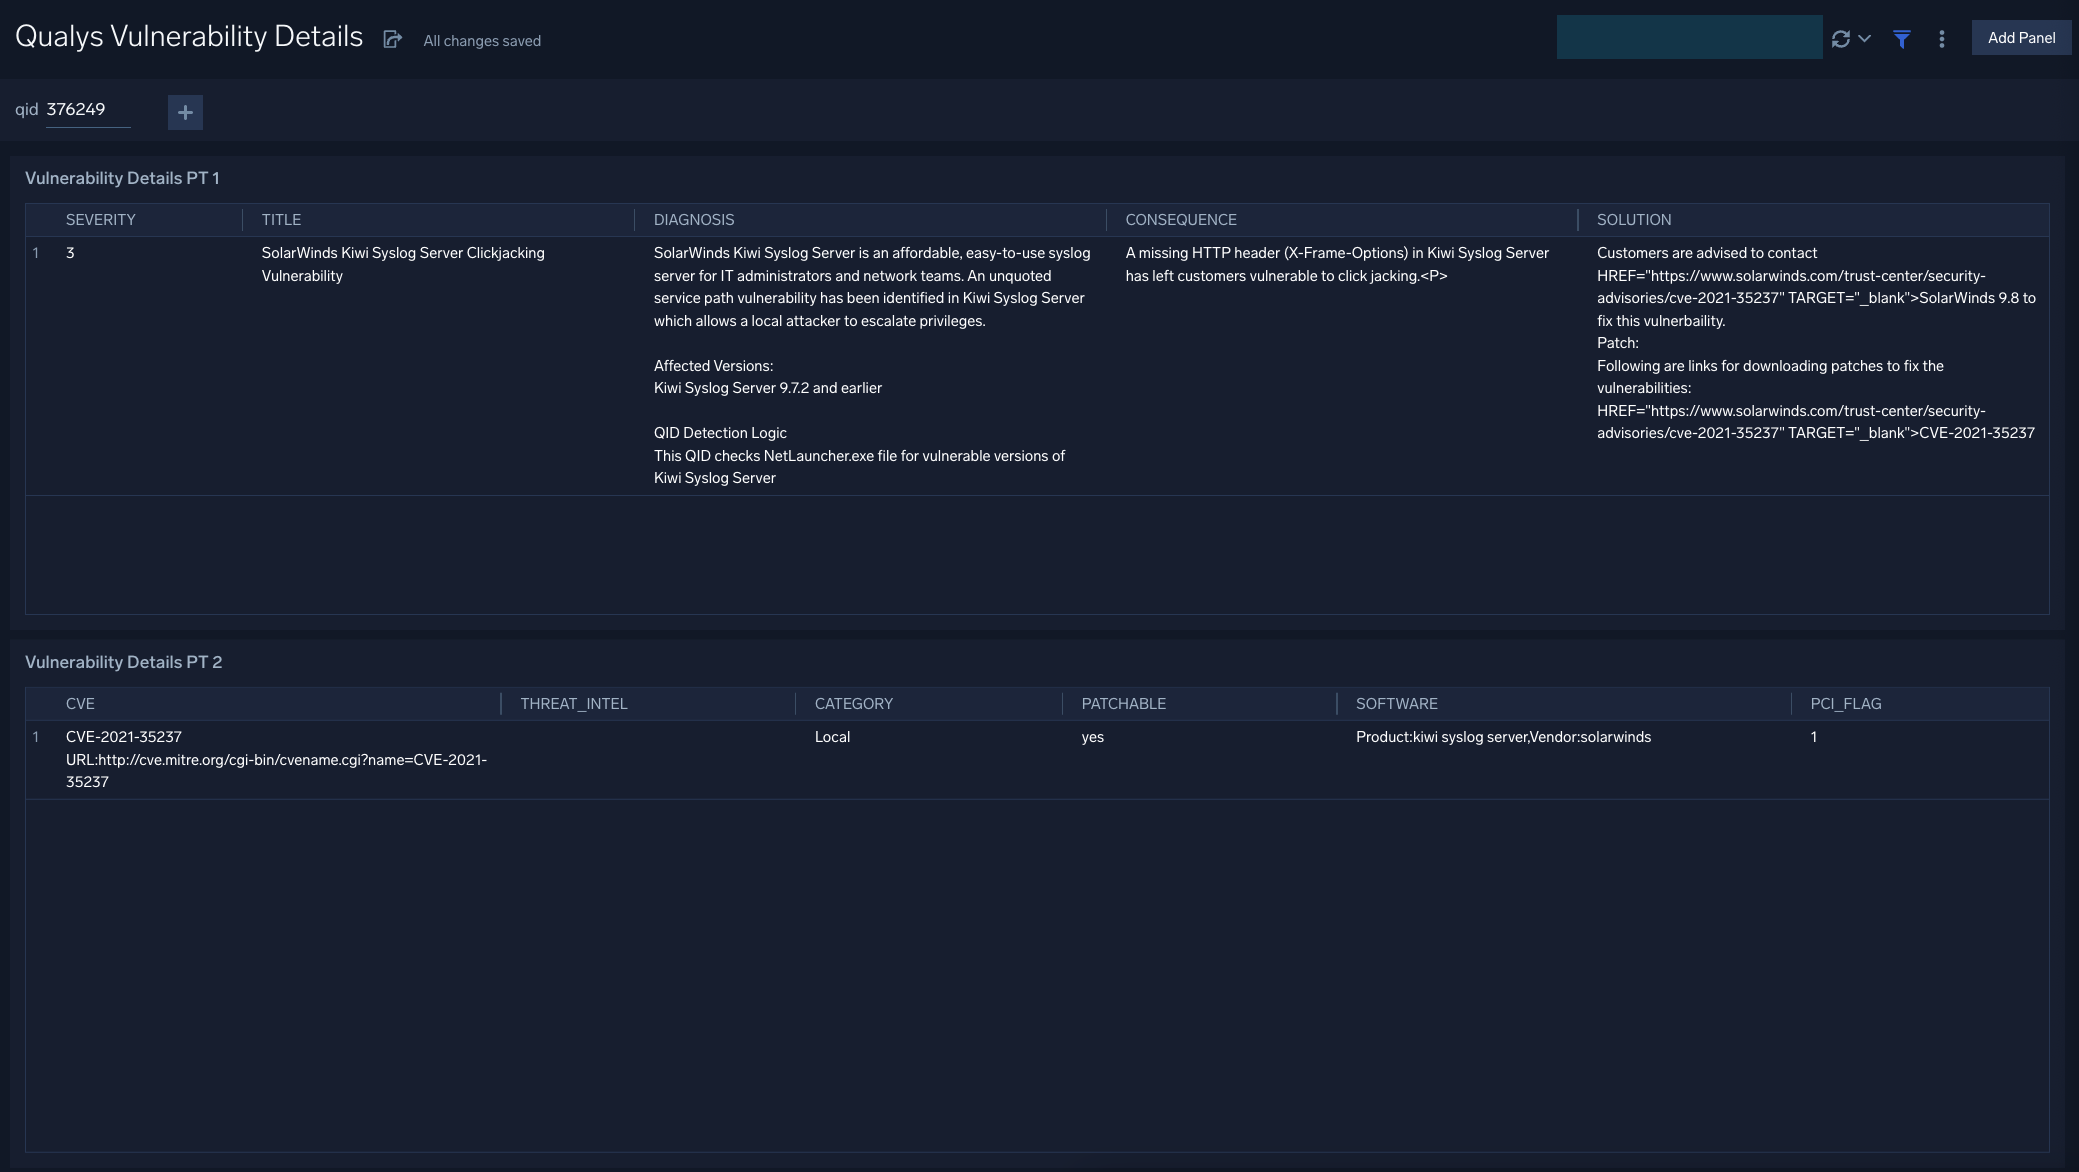 Qualys Vulnerability Details
All changes saved
Add Panel
qid 376249
Vulnerability Details PT 1
SEVERITY TITLE DIAGNOSIS CONSEQUENCE SOLUTION
1 3
SolarWinds Kiwi Syslog Server Clickjacking
Vulnerability
SolarWinds Kiwi Syslog Server is an affordable, easy-to-use syslog
server for IT administrators and network teams. An unquoted
service path vulnerability has been identified in Kiwi Syslog Server
which allows a local attacker to escalate privileges.
Affected Versions:
Kiwi Syslog Server 9.7.2 and earlier
QID Detection Logic
This QID checks NetLauncher.exe file for vulnerable versions of
Kiwi Syslog Server
A missing HTTP header (X-Frame-Options) in Kiwi Syslog Server
has left customers vulnerable to click jacking.<P>
Customers are advised to contact
HREF="https://www.solarwinds.com/trust-center/security-
advisories/cve-2021-35237" TARGET="_blank">SolarWinds 9.8 to
fix this vulnerbaility.
Patch:
Following are links for downloading patches to fix the
vulnerabilities:
HREF="https://www.solarwinds.com/trust-center/security-
advisories/cve-2021-35237" TARGET="_blank">CVE-2021-35237
Vulnerability Details PT 2
CVE THREAT_INTEL CATEGORY PATCHABLE SOFTWARE PCI_FLAG
1 CVE-2021-35237
URL:http://cve.mitre.org/cgi-bin/cvename.cgi?name=CVE-2021-
35237
Local
yes
Product:kiwi syslog server,Vendor:solarwinds
1